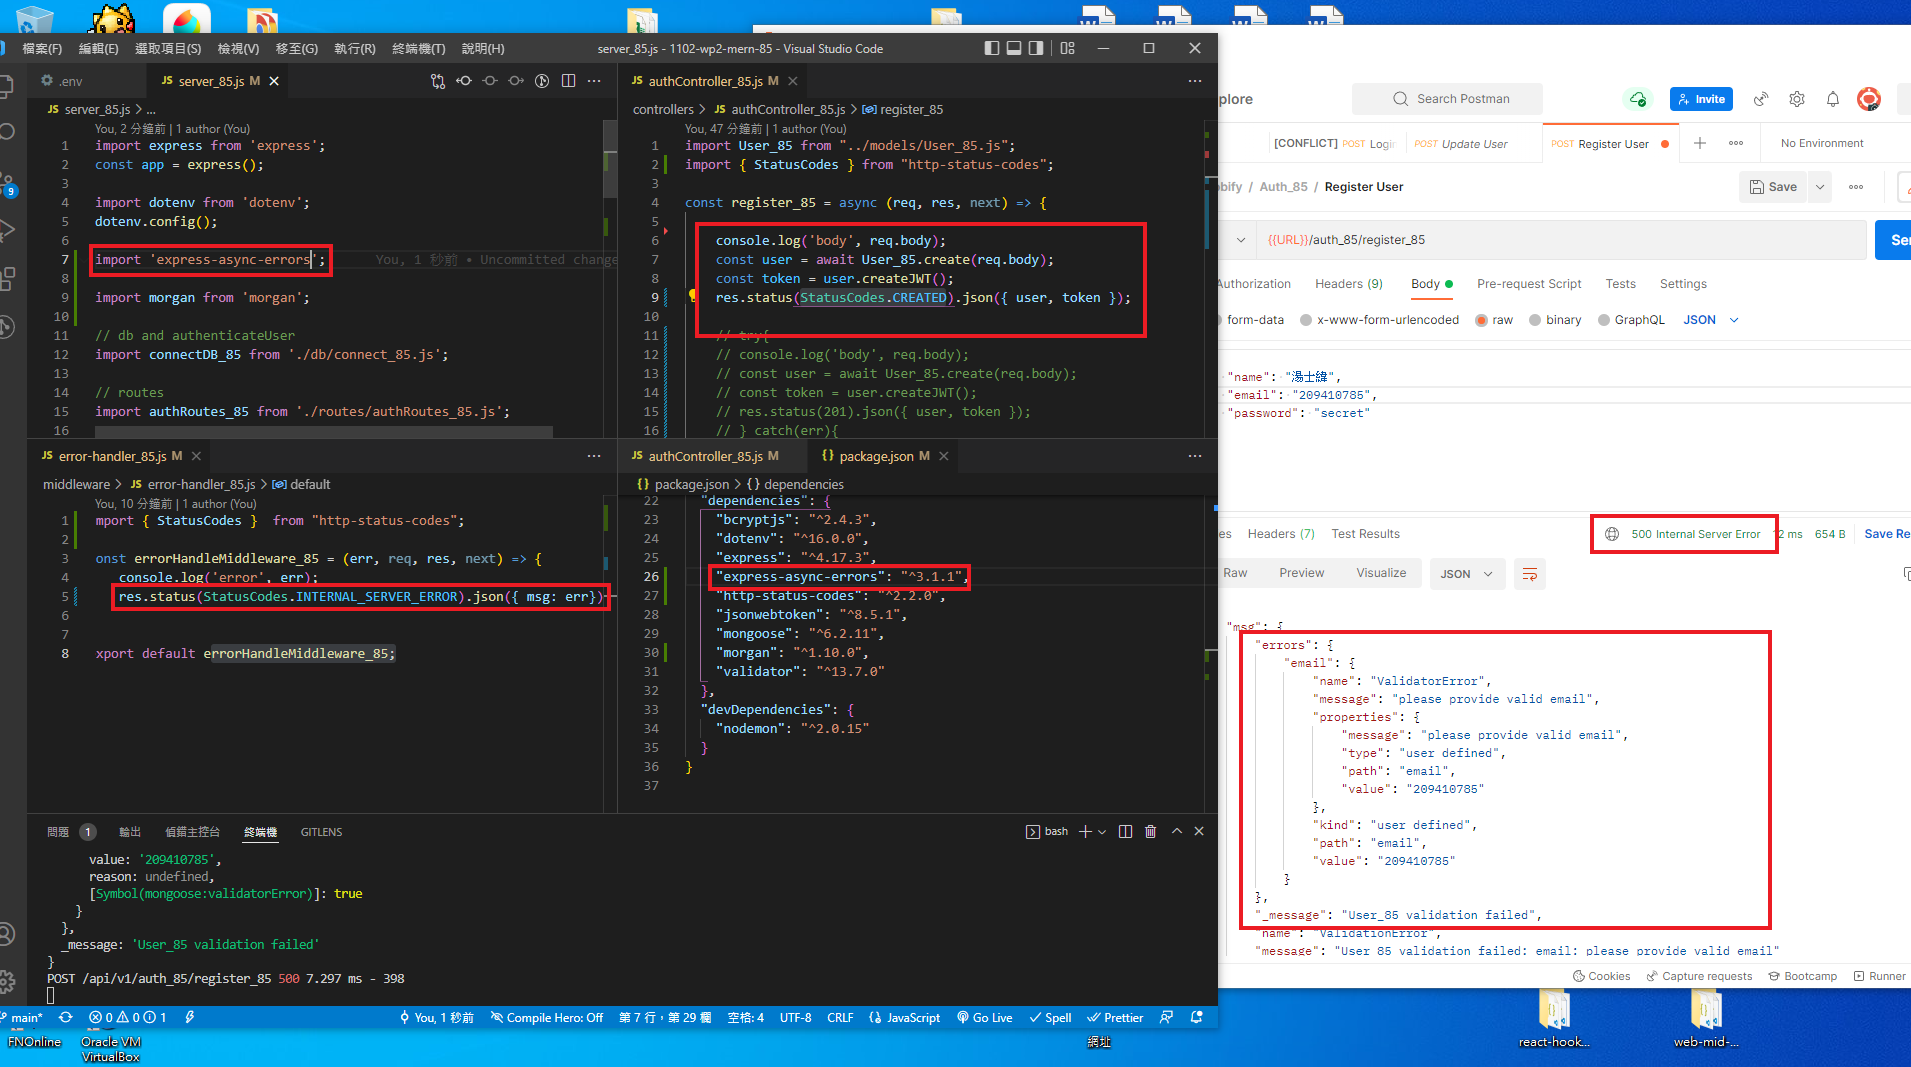 檔案(F) 編輯(E) 選取項目(S) 檢視(V) 移至(G) 執行(R) 終端機(T) 說明(H)
server_85.js - 1102-wp2-mern-85 - Visual Studio Code
.env
JS server_85.js M
JS server_85.js > ...
You, 2 分鐘前 | 1 author (You)
1 import express from 'express';
2 const app = express();
3
4 import dotenv from 'dotenv';
5 dotenv.config();
6
7 import 'express-async-errors'; You, 1 秒前 • Uncommitted change
8
9 import morgan from 'morgan';
10
11 // db and authenticateUser
12 import connectDB_85 from './db/connect_85.js';
13
14 // routes
15 import authRoutes_85 from './routes/authRoutes_85.js';
16
JS authController_85.js M
controllers > JS authController_85.js > register_85
You, 47 分鐘前 | 1 author (You)
1 import User_85 from "../models/User_85.js";
2 import { StatusCodes } from "http-status-codes";
3
4 const register_85 = async (req, res, next) => {
5
6 console.log('body', req.body);
7 const user = await User_85.create(req.body);
8 const token = user.createJWT();
9 res.status(StatusCodes.CREATED).json({ user, token });
10
11 // try{
12 // console.log('body', req.body);
13 // const user = await User_85.create(req.body);
14 // const token = user.createJWT();
15 // res.status(201).json({ user, token });
16 // } catch(err){
JS error-handler_85.js M
middleware > JS error-handler_85.js > default
You, 10 分鐘前 | 1 author (You)
1 mport { StatusCodes }  from "http-status-codes";
2
3 onst errorHandleMiddleware_85 = (err, req, res, next) => {
4 console.log('error', err);
5 res.status(StatusCodes.INTERNAL_SERVER_ERROR).json({ msg: err})
6
7
8 xport default errorHandleMiddleware_85;
JS authController_85.js M
{} package.json M
{} package.json > {} dependencies
22 "dependencies": {
23 "bcryptjs": "^2.4.3",
24 "dotenv": "^16.0.0",
25 "express": "^4.17.3",
26 "express-async-errors": "^3.1.1",
27 "http-status-codes": "^2.2.0",
28 "jsonwebtoken": "^8.5.1",
29 "mongoose": "^6.2.11",
30 "morgan": "^1.10.0",
31 "validator": "^13.7.0"
32 },
33 "devDependencies": {
34 "nodemon": "^2.0.15"
35 }
36 }
37
問題 1 輸出 偵錯主控台 終端機 GITLENS
bash
value: '209410785',
reason: undefined,
[Symbol(mongoose:validatorError)]: true
}
},
_message: 'User_85 validation failed'
}
POST /api/v1/auth_85/register_85 500 7.297 ms - 398
main* 0 0 1 You, 1 秒前 Compile Hero: Off 第 7 行，第 29 欄 空格: 4 UTF-8 CRLF {} JavaScript Go Live Spell Prettier
9
plore
Search Postman
Invite
[CONFLICT] POST Login
POST Update User
POST Register User
No Environment
obify / Auth_85 / Register User
Save
{{URL}}/auth_85/register_85
Se
Authorization Headers (9) Body Pre-request Script Tests Settings
form-data x-www-form-urlencoded raw binary GraphQL JSON
"name": "湯士緯",
"email": "209410785",
"password": "secret"
es Headers (7) Test Results
500 Internal Server Error 2 ms 654 B Save Re
Raw Preview Visualize JSON
"msg": {
"errors": {
"email": {
"name": "ValidatorError",
"message": "please provide valid email",
"properties": {
"message": "please provide valid email",
"type": "user defined",
"path": "email",
"value": "209410785"
},
"kind": "user defined",
"path": "email",
"value": "209410785"
}
},
"_message": "User_85 validation failed",
"name": "ValidationError",
"message": "User_85 validation failed: email: please provide valid email"
Cookies Capture requests Bootcamp Runner
FNOnline
Oracle VM
VirtualBox
網址
react-hook...
web-mid-...